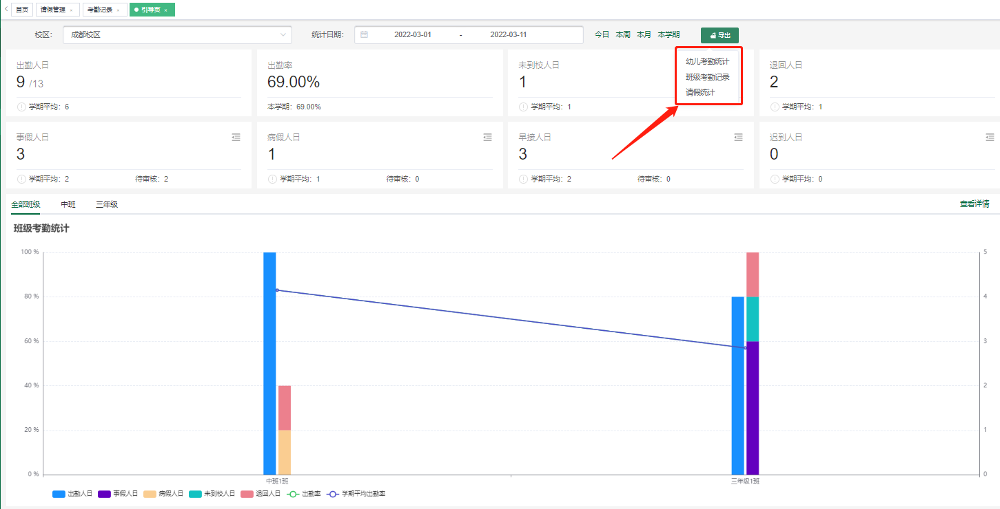 首页 请假管理 × 考勤记录 × 引导页 ×
校区: 成都校区 统计日期: 2022-03-01 - 2022-03-11 今日 本周 本月 本学期 导出
幼儿考勤统计
班级考勤记录
请假统计
出勤人日
9 /13
学期平均: 6
出勤率
69.00%
本学期: 69.00%
未到校人日
1
学期平均: 1
退回人日
2
学期平均: 1
事假人日
3
学期平均: 2 待审核: 2
病假人日
1
学期平均: 1 待审核: 0
早接人日
3
学期平均: 2 待审核: 0
迟到人日
0
学期平均: 0
全部班级 中班 三年级 查看详情
班级考勤统计
100 % 5
80 % 4
60 % 3
40 % 2
20 % 1
0 % 0
中班1班 三年级1班
出勤人日 事假人日 病假人日 未到校人日 退回人日 出勤率 学期平均出勤率